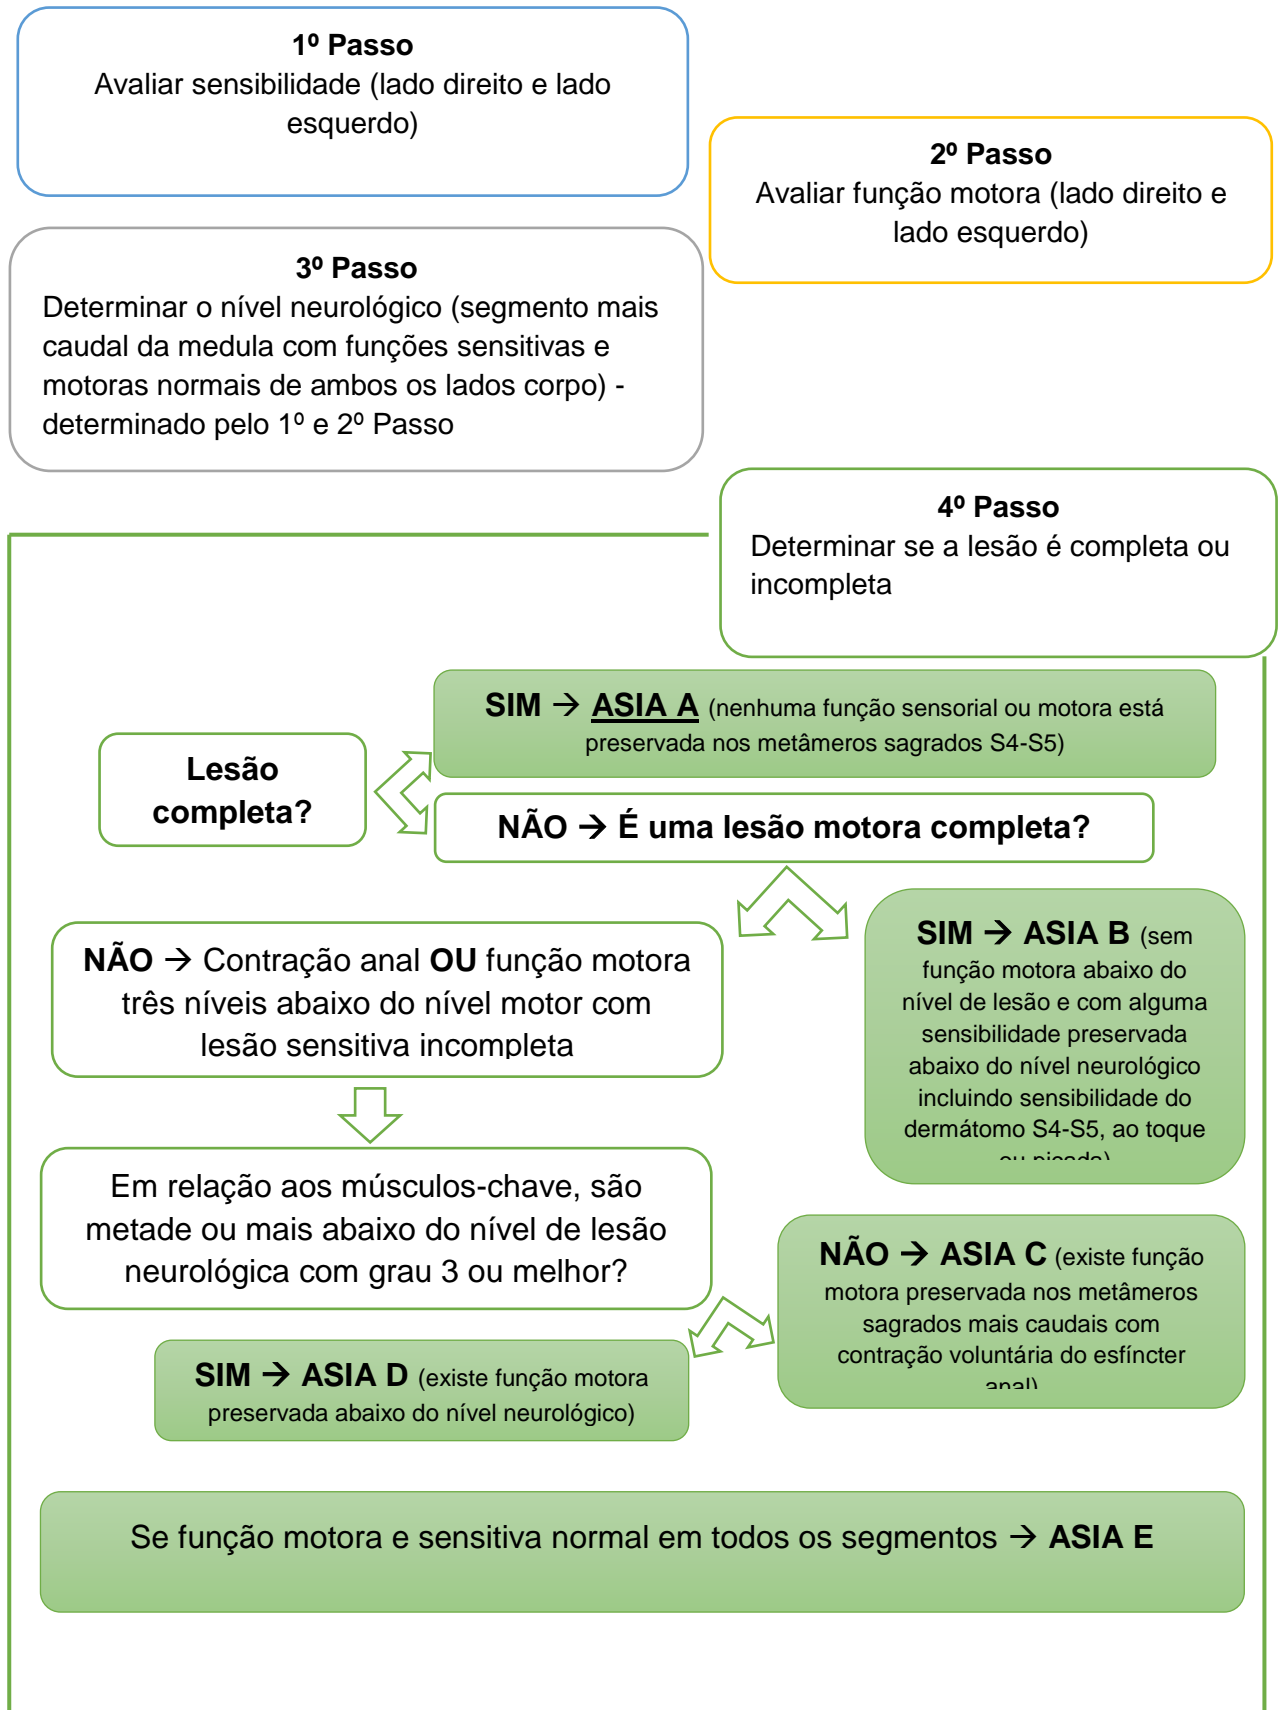 1º Passo
Avaliar sensibilidade (lado direito e lado
esquerdo)
2º Passo
Avaliar função motora (lado direito e
lado esquerdo)
3º Passo
Determinar o nível neurológico (segmento mais
caudal da medula com funções sensitivas e
motoras normais de ambos os lados corpo) -
determinado pelo 1º e 2º Passo
4º Passo
Determinar se a lesão é completa ou
incompleta
SIM → ASIA A (nenhuma função sensorial ou motora está
preservada nos metâmeros sagrados S4-S5)
Lesão
completa?
NÃO → É uma lesão motora completa?
NÃO → Contração anal OU função motora
três níveis abaixo do nível motor com
lesão sensitiva incompleta
SIM → ASIA B (sem
função motora abaixo do
nível de lesão e com alguma
sensibilidade preservada
abaixo do nível neurológico
incluindo sensibilidade do
dermátomo S4-S5, ao toque
ou picada)
Em relação aos músculos-chave, são
metade ou mais abaixo do nível de lesão
neurológica com grau 3 ou melhor?
NÃO → ASIA C (existe função
motora preservada nos metâmeros
sagrados mais caudais com
contração voluntária do esfíncter
anal)
SIM → ASIA D (existe função motora
preservada abaixo do nível neurológico)
Se função motora e sensitiva normal em todos os segmentos → ASIA E